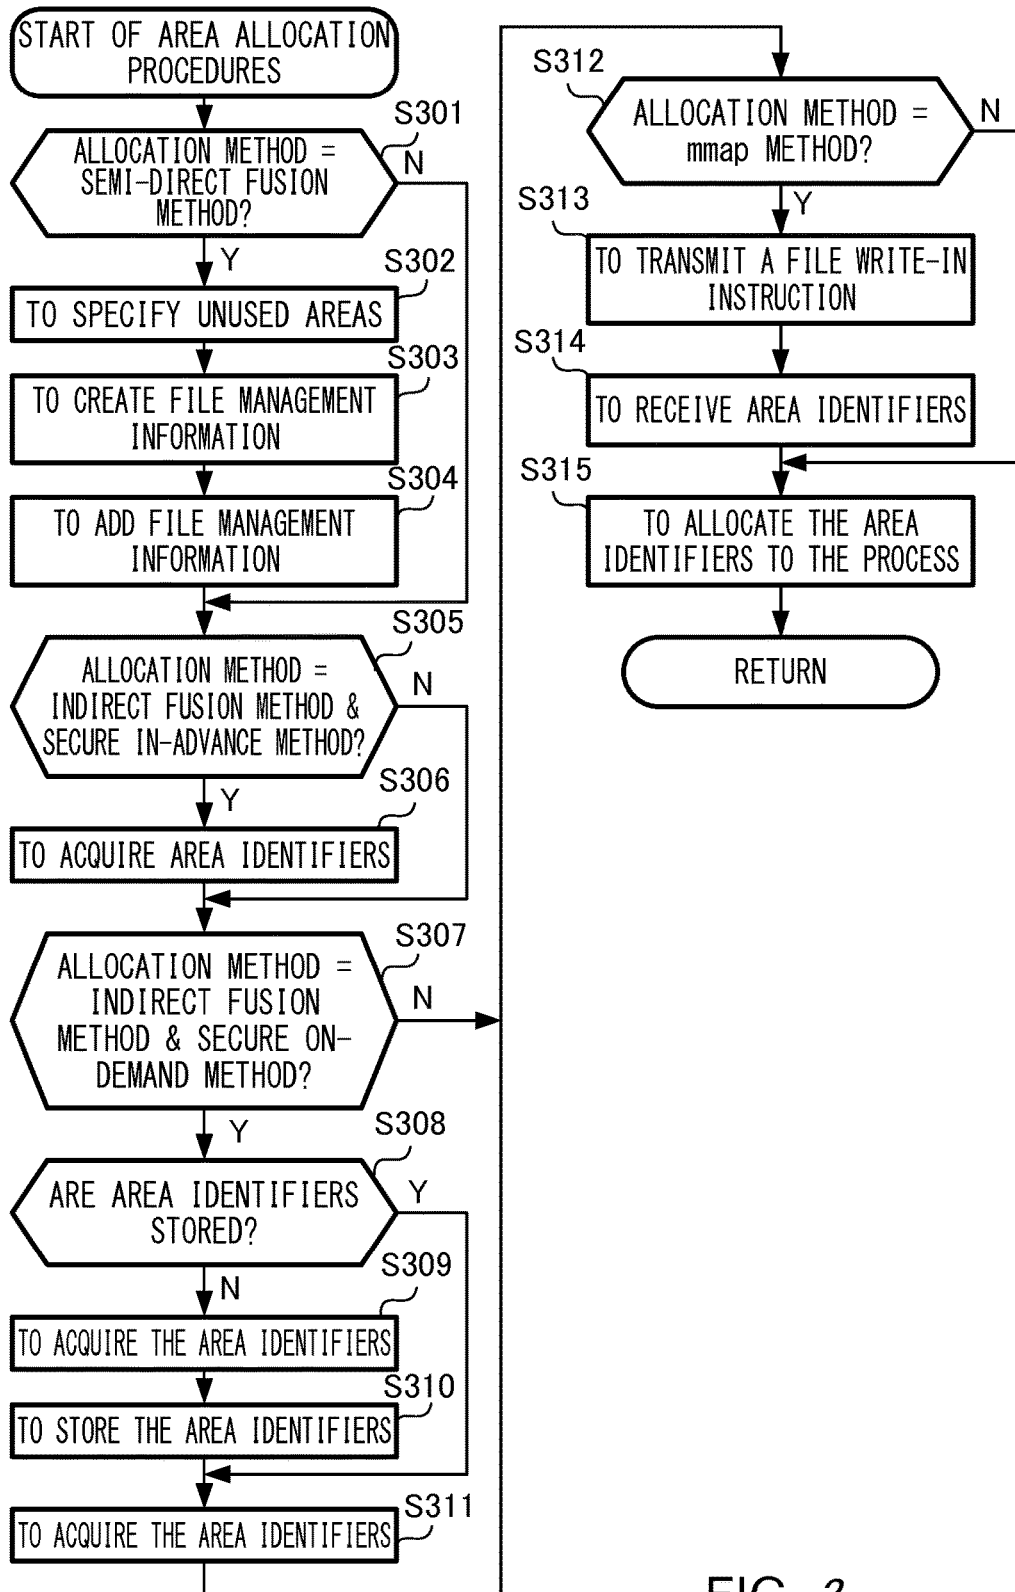 START OF AREA ALLOCATION
PROCEDURES
S301
ALLOCATION METHOD =
SEMI-DIRECT FUSION
METHOD?
N
Y
S302
TO SPECIFY UNUSED AREAS
S303
TO CREATE FILE MANAGEMENT
INFORMATION
S304
TO ADD FILE MANAGEMENT
INFORMATION
S305
ALLOCATION METHOD =
INDIRECT FUSION METHOD &
SECURE IN-ADVANCE METHOD?
N
Y
S306
TO ACQUIRE AREA IDENTIFIERS
S307
ALLOCATION METHOD =
INDIRECT FUSION
METHOD & SECURE ON-
DEMAND METHOD?
N
Y
S308
ARE AREA IDENTIFIERS
STORED?
Y
N
S309
TO ACQUIRE THE AREA IDENTIFIERS
S310
TO STORE THE AREA IDENTIFIERS
S311
TO ACQUIRE THE AREA IDENTIFIERS
S312
ALLOCATION METHOD =
mmap METHOD?
N
Y
S313
TO TRANSMIT A FILE WRITE-IN
INSTRUCTION
S314
TO RECEIVE AREA IDENTIFIERS
S315
TO ALLOCATE THE AREA
IDENTIFIERS TO THE PROCESS
RETURN